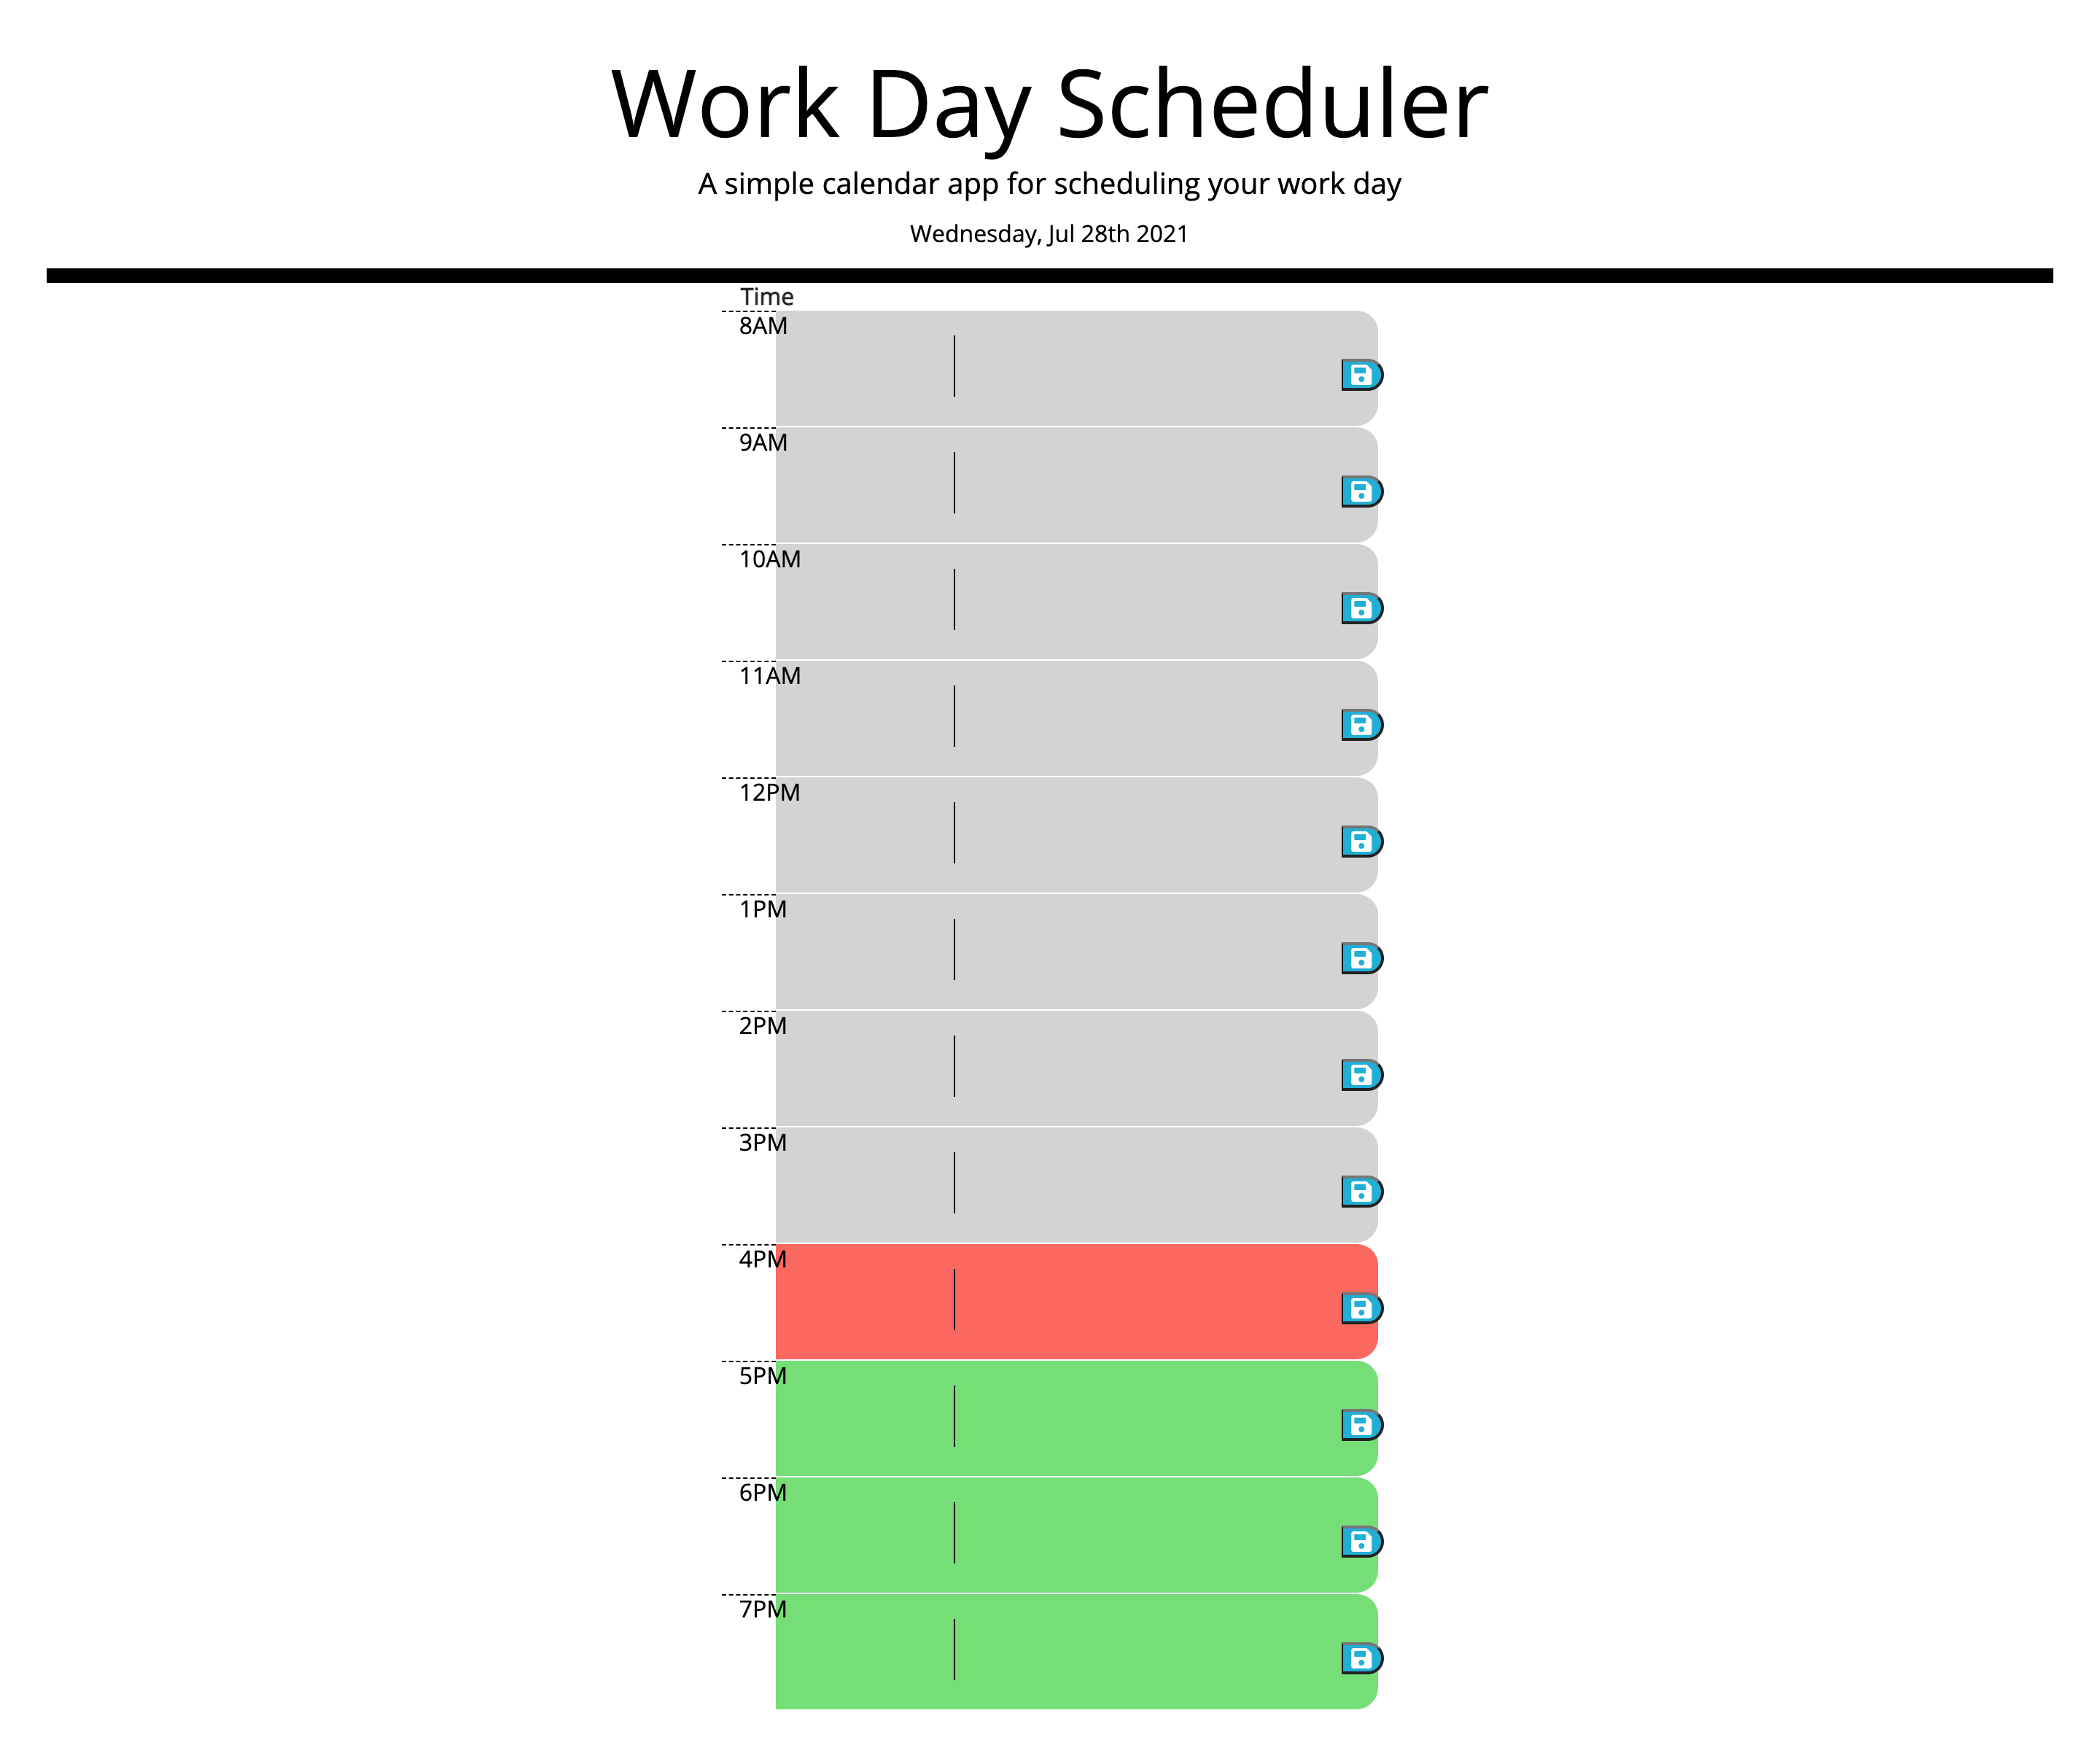 Work Day Scheduler
A simple calendar app for scheduling your work day
Wednesday, Jul 28th 2021
Time
8AM
9AM
10AM
11AM
12PM
1PM
2PM
3PM
4PM
5PM
6PM
7PM